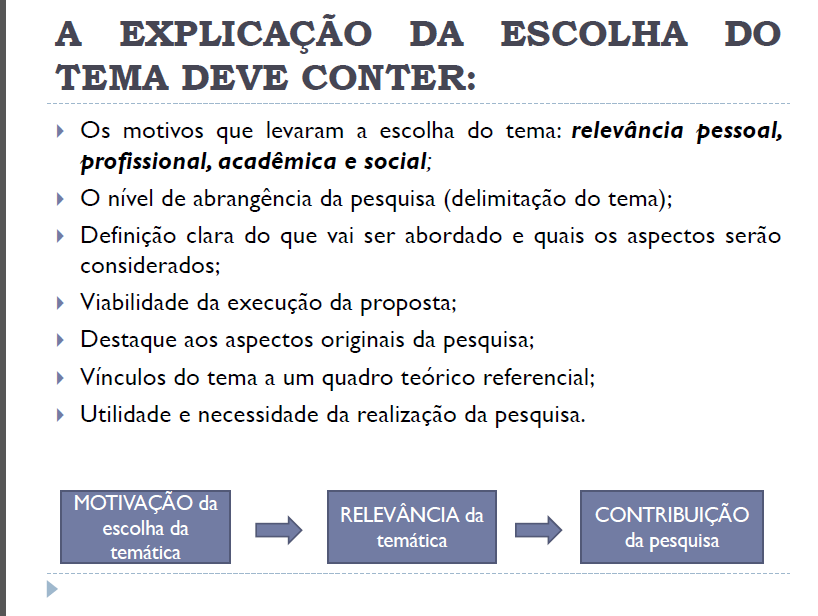 A EXPLICAÇÃO DA ESCOLHA DO
TEMA DEVE CONTER:
Os motivos que levaram a escolha do tema: relevância pessoal,
profissional, acadêmica e social;
O nível de abrangência da pesquisa (delimitação do tema);
Definição clara do que vai ser abordado e quais os aspectos serão
considerados;
Viabilidade da execução da proposta;
Destaque aos aspectos originais da pesquisa;
Vínculos do tema a um quadro teórico referencial;
Utilidade e necessidade da realização da pesquisa.
MOTIVAÇÃO da
escolha da
temática
RELEVÂNCIA da
temática
CONTRIBUIÇÃO
da pesquisa